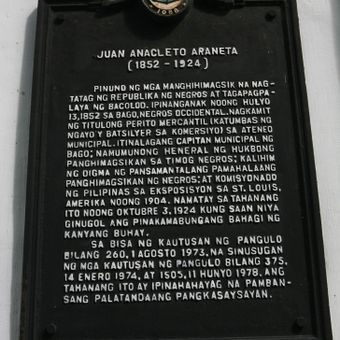 1988
JUAN ANACLETO ARANETA
(1852 - 1924)
PINUNO NG MGA MANGHIHIMAGSIK NA NAG-
TATAG NG REPUBLIKA NG NEGROS AT TAGAPAGPA-
LAYA NG BACOLOD. IPINANGANAK NOONG HULYO
13, 1852 SA BAGO, NEGROS OCCIDENTAL. NAGKAMIT
NG TITULONG PERITO MERCANTIL (KATUMBAS NG
NGAYO'Y BATSILYER SA KOMERSIYO) SA ATENEO
MUNICIPAL. ITINALAGANG CAPITAN MUNICIPAL NG
BAGO; NAMUMUNONG HENERAL NG HUKBONG
PANGHIMAGSIKAN SA TIMOG NEGROS; KALIHIM
NG DIGMA NG PANSAMANTALANG PAMAHALAANG
PANGHIMAGSIKAN NG NEGROS; AT KOMISYONADO
NG PILIPINAS SA EKSPOSISYON SA ST. LOUIS,
AMERIKA NOONG 1904. NAMATAY SA TAHANANG
ITO NOONG OKTUBRE 3, 1924 KUNG SAAN NIYA
GINUGOL ANG PINAKAMABUNGANG BAHAGI NG
KANYANG BUHAY.
SA BISA NG KAUTUSAN NG PANGULO
BILANG 260, 1 AGOSTO 1973, NA SINUSUGAN
NG MGA KAUTUSAN NG PANGULO BILANG 375,
14 ENERO 1974, AT 1505, 11 HUNYO 1978, ANG
TAHANANG ITO AY IPINAHAHAYAG NA PAMBAN-
SANG PALATANDAANG PANGKASAYSAYAN.